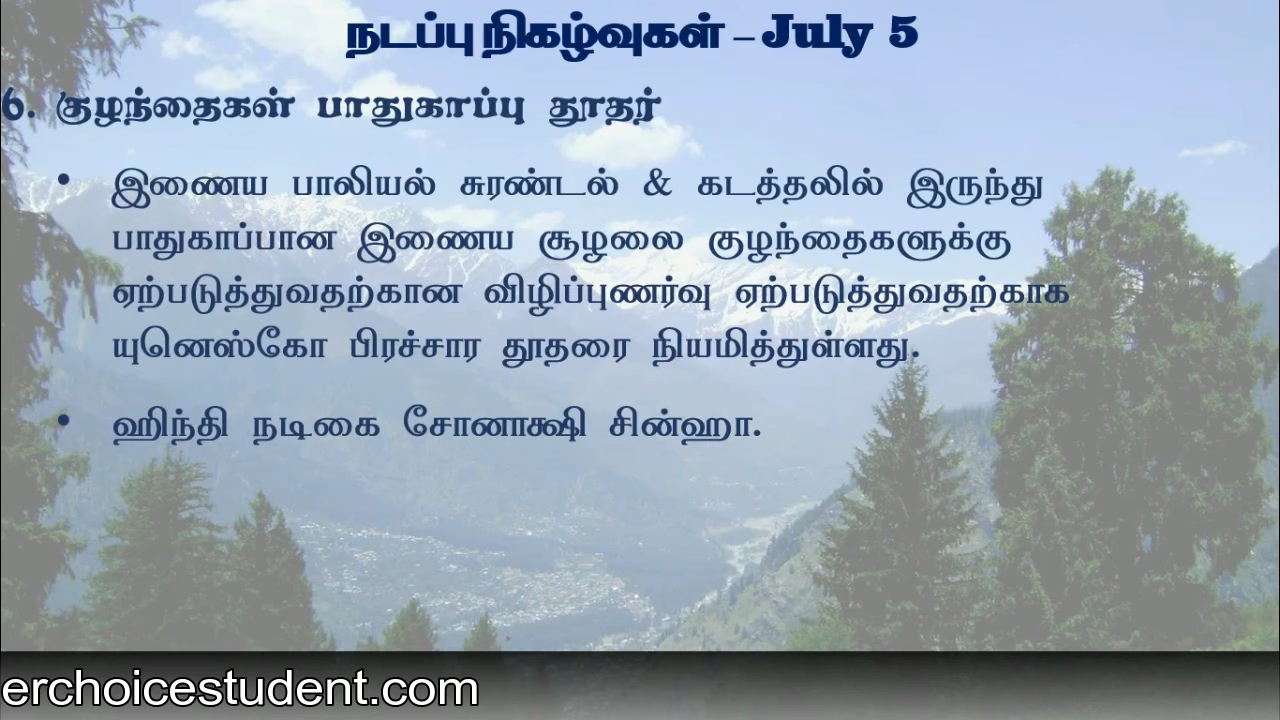 நடப்பு நிகழ்வுகள் – July 5
6. குழந்தைகள் பாதுகாப்பு தூதர்
• இணைய பாலியல் சுரண்டல் & கடத்தலில் இருந்து
பாதுகாப்பான இணைய சூழலை குழந்தைகளுக்கு
ஏற்படுத்துவதற்கான விழிப்புணர்வு ஏற்படுத்துவதற்காக
யுனெஸ்கோ பிரச்சார தூதரை நியமித்துள்ளது.
• ஹிந்தி நடிகை சோனாக்ஷி சின்ஹா.
erchoicestudent.com